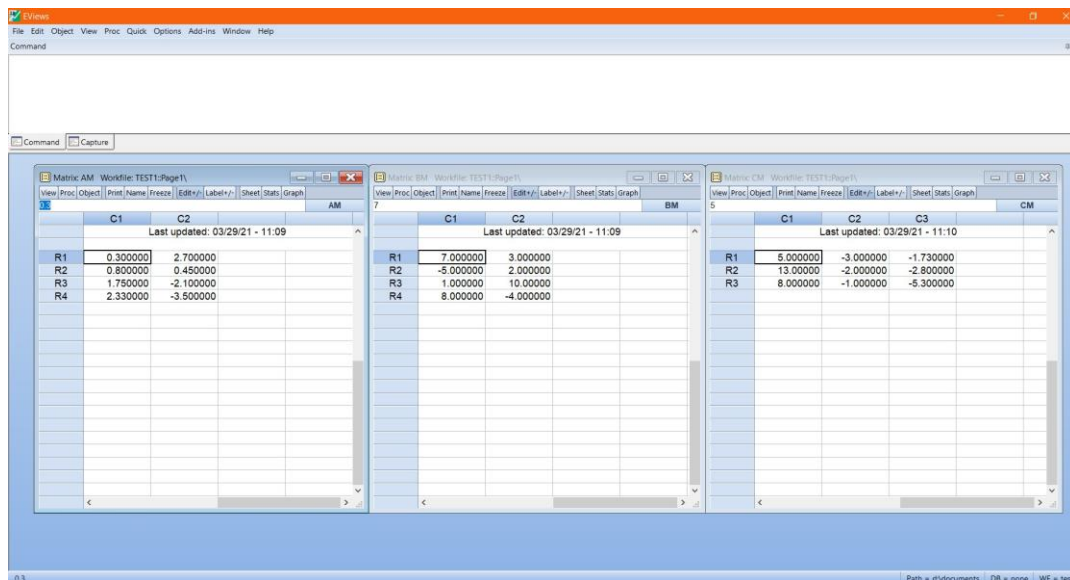 EViews
File Edit Object View Proc Quick Options Add-ins Window Help
Command
Command Capture
Matrix: AM Workfile: TEST1::Page1\
View Proc Object Print Name Freeze Edit+/- Label+/- Sheet Stats Graph
0.3 AM
C1 C2
Last updated: 03/29/21 - 11:09
R1 0.300000 2.700000
R2 0.800000 0.450000
R3 1.750000 -2.100000
R4 2.330000 -3.500000
Matrix: BM Workfile: TEST1::Page1\
View Proc Object Print Name Freeze Edit+/- Label+/- Sheet Stats Graph
7 BM
C1 C2
Last updated: 03/29/21 - 11:09
R1 7.000000 3.000000
R2 -5.000000 2.000000
R3 1.000000 10.00000
R4 8.000000 -4.000000
Matrix: CM Workfile: TEST1::Page1\
View Proc Object Print Name Freeze Edit+/- Label+/- Sheet Stats Graph
5 CM
C1 C2 C3
Last updated: 03/29/21 - 11:10
R1 5.000000 -3.000000 -1.730000
R2 13.00000 -2.000000 -2.800000
R3 8.000000 -1.000000 -5.300000
0.3 Path = d:\documents DB = none WF =